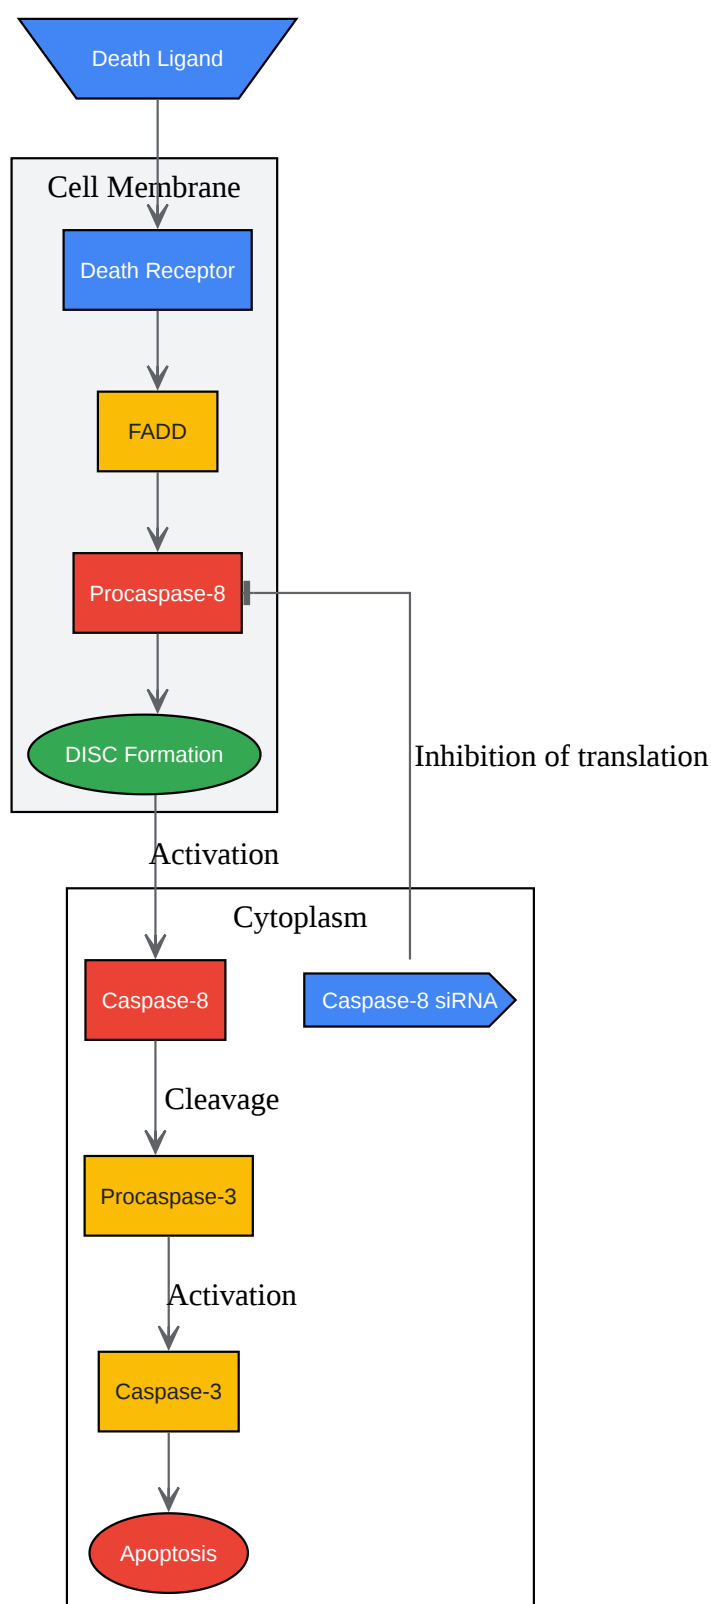 Death Ligand
Cell Membrane
Death Receptor
FADD
Procaspase-8
DISC Formation
Inhibition of translation
Activation
Cytoplasm
Caspase-8
Caspase-8 siRNA
Cleavage
Procaspase-3
Activation
Caspase-3
Apoptosis